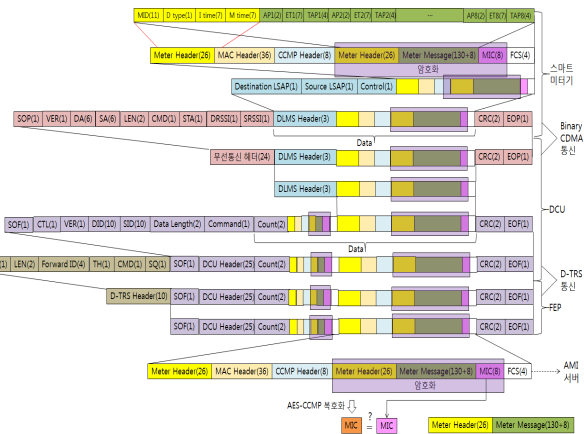 MID(11) D type(1) I time(7) M time(7) AP1(2) ET1(7) TAP1(4) AP2(2) ET2(7) TAP2(4) ... AP8(2) ET8(7) TAP8(4)
Meter Header(26) MAC Header(36) CCMP Header(8) Meter Header(26) Meter Message(130+8) MIC(8) FCS(4)
암호화
스마트
미터기
Destination LSAP(1) Source LSAP(1) Control(1)
SOP(1) VER(1) DA(6) SA(6) LEN(2) CMD(1) STA(1) DRSSI(1) SRSSI(1) DLMS Header(3) CRC(2) EOP(1)
Data
Binary
CDMA
통신
무선통신 헤더(24) DLMS Header(3) CRC(2) EOP(1)
DLMS Header(3)
DCU
SOF(1) CTL(1) VER(1) DID(10) SID(10) Data Length(2) Command(1) Count(2) CRC(2) EOF(1)
Data
LEN(2) Forward ID(4) TH(1) CMD(1) SQ(1) SOF(1) DCU Header(25) Count(2) CRC(2) EOF(1)
D-TRS
통신
D-TRS Header(10) SOF(1) DCU Header(25) Count(2) CRC(2) EOF(1)
FEP
SOF(1) DCU Header(25) Count(2) CRC(2) EOF(1)
Meter Header(26) MAC Header(36) CCMP Header(8) Meter Header(26) Meter Message(130+8) MIC(8) FCS(4)
암호화
AMI
서버
AES-CCMP 복호화
MIC ? = MIC
Meter Header(26) Meter Message(130+8)